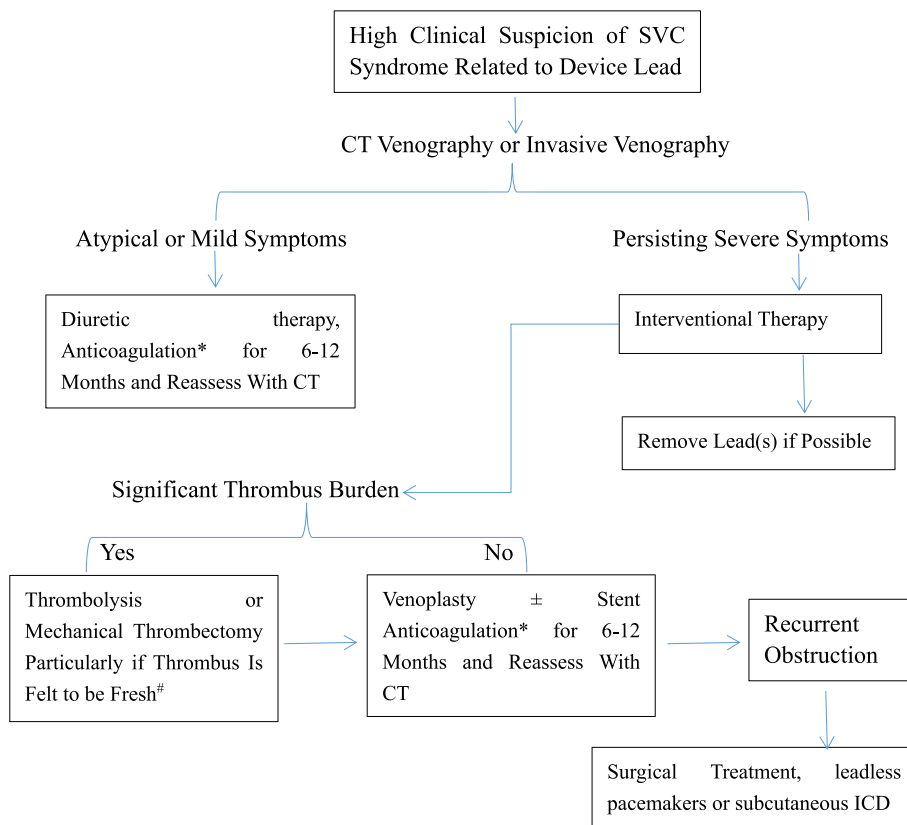 High Clinical Suspicion of SVC
Syndrome Related to Device Lead
CT Venography or Invasive Venography
Atypical or Mild Symptoms
Persisting Severe Symptoms
Diuretic therapy,
Anticoagulation* for 6-12
Months and Reassess With CT
Interventional Therapy
Remove Lead(s) if Possible
Significant Thrombus Burden
Yes
No
Thrombolysis or
Mechanical Thrombectomy
Particularly if Thrombus Is
Felt to be Fresh#
Venoplasty ± Stent
Anticoagulation* for 6-12
Months and Reassess With
CT
Recurrent
Obstruction
Surgical Treatment, leadless
pacemakers or subcutaneous ICD